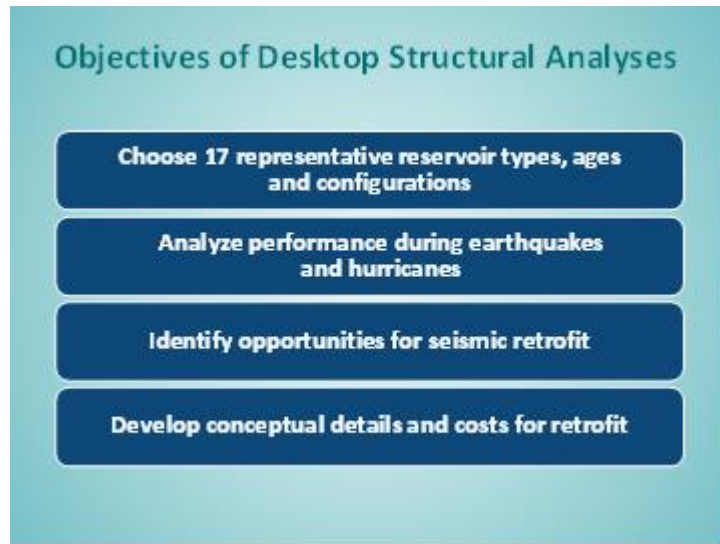 Objectives of Desktop Structural Analyses
Choose 17 representative reservoir types, ages
and configurations
Analyze performance during earthquakes
and hurricanes
Identify opportunities for seismic retrofit
Develop conceptual details and costs for retrofit